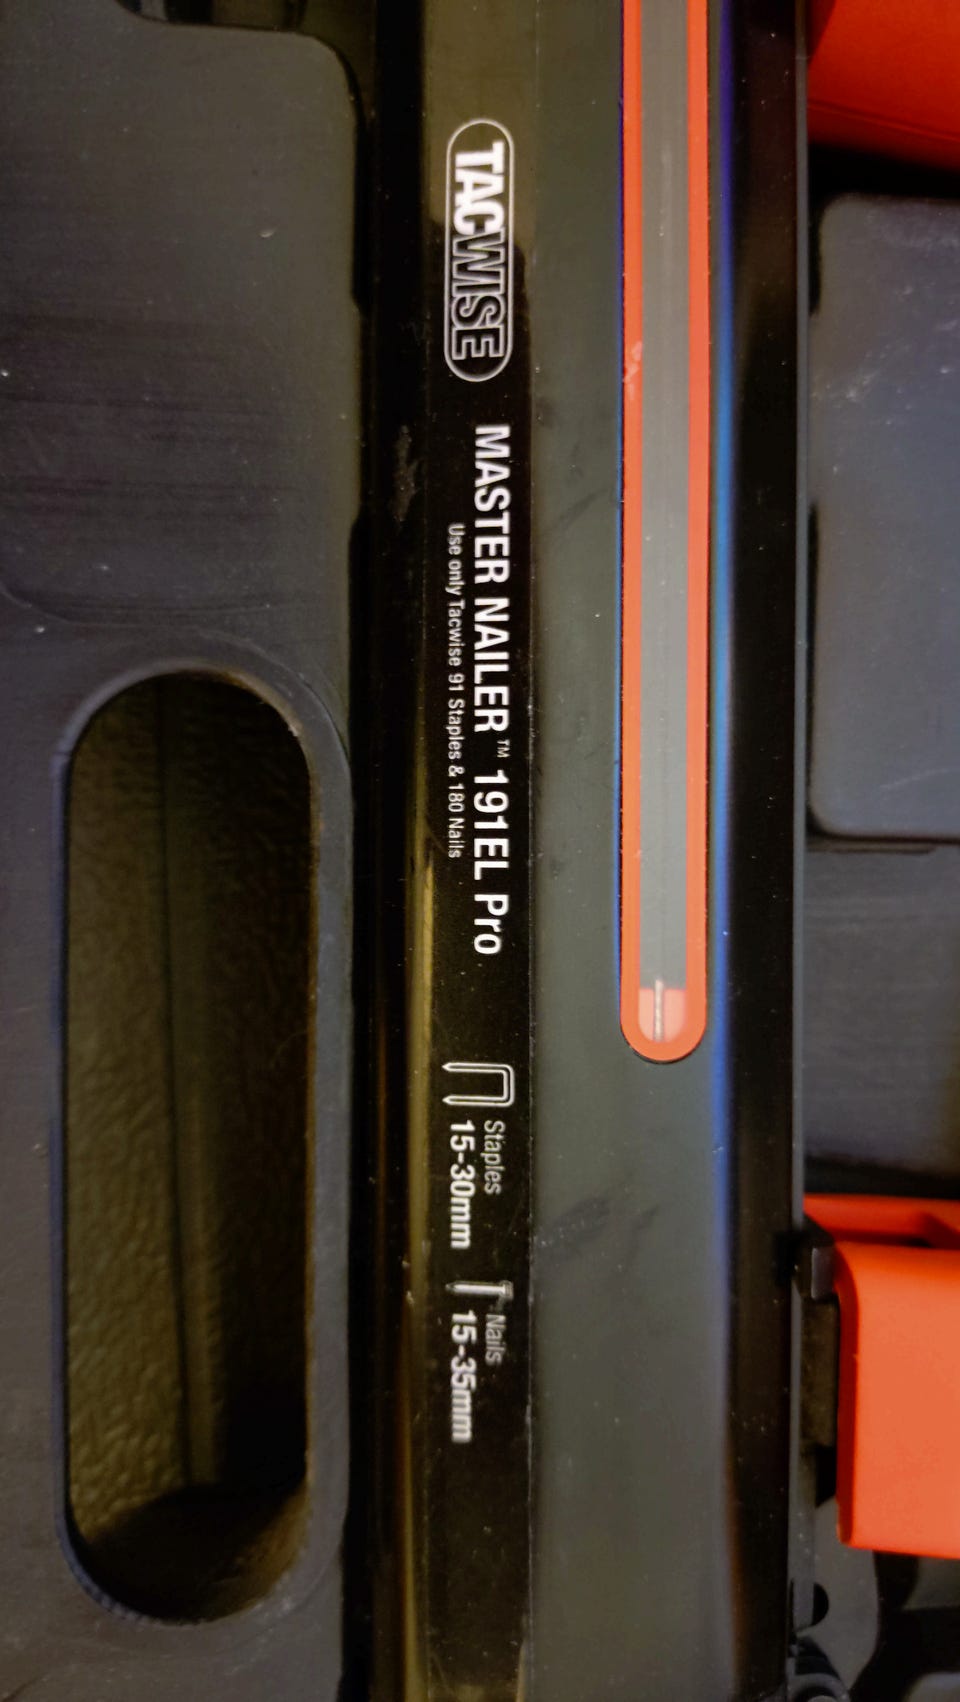 TACWISE
MASTER NAILER™ 191EL Pro
Use only Tacwise 91 Staples & 180 Nails
Staples
15-30mm
Nails
15-35mm